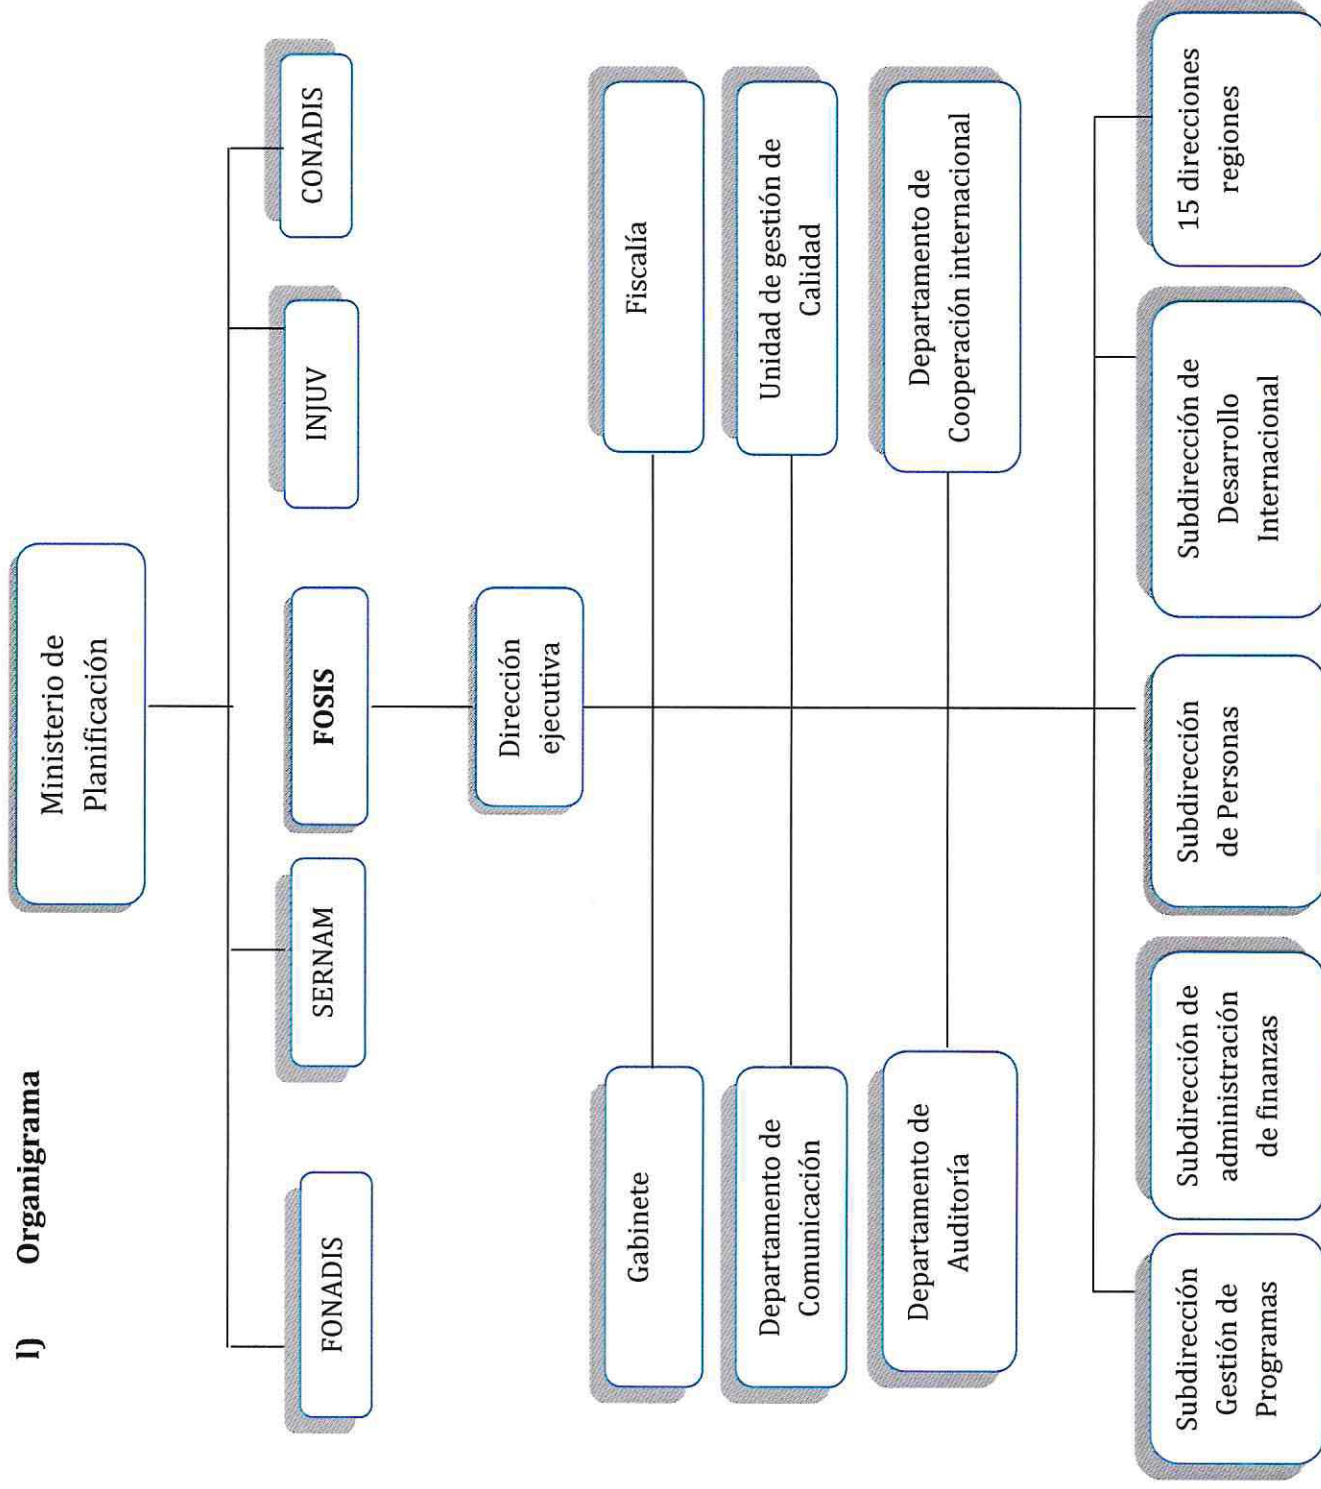 l) Organigrama
Ministerio de
Planificación
FONADIS
SERNAM
FOSIS
INJUV
CONADIS
Dirección
ejecutiva
Gabinete
Fiscalía
Departamento de
Comunicación
Unidad de gestión de
Calidad
Departamento de
Auditoría
Departamento de
Cooperación internacional
Subdirección
Gestión de
Programas
Subdirección de
administración
de finanzas
Subdirección
de Personas
Subdirección de
Desarrollo
Internacional
15 direcciones
regiones